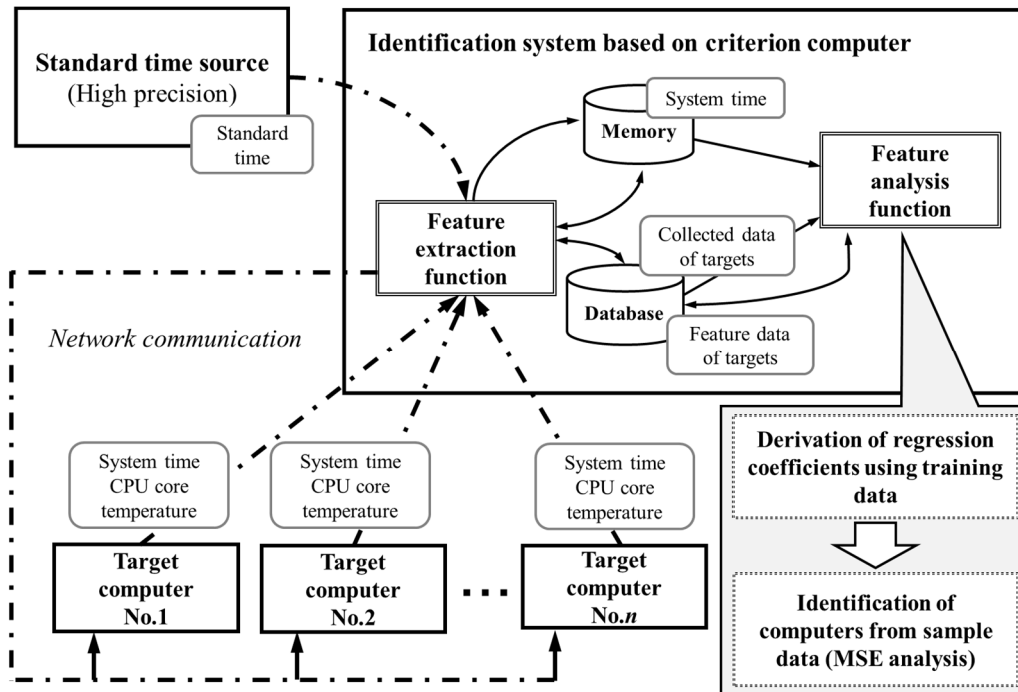 Standard time source
(High precision)
Standard
time
Identification system based on criterion computer
System time
Memory
Feature
analysis
function
Feature
extraction
function
Collected data
of targets
Database
Feature data
of targets
Network communication
System time
CPU core
temperature
System time
CPU core
temperature
System time
CPU core
temperature
Target
computer
No.1
Target
computer
No.2
Target
computer
No.n
Derivation of regression
coefficients using training
data
Identification of
computers from sample
data (MSE analysis)